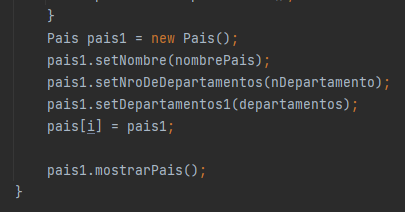 }
Pais pais1 = new Pais();
pais1.setNombre(nombrePais);
pais1.setNroDeDepartamentos(nDepartamento);
pais1.setDepartamentos1(departamentos);
pais[i] = pais1;
pais1.mostrarPais();
}